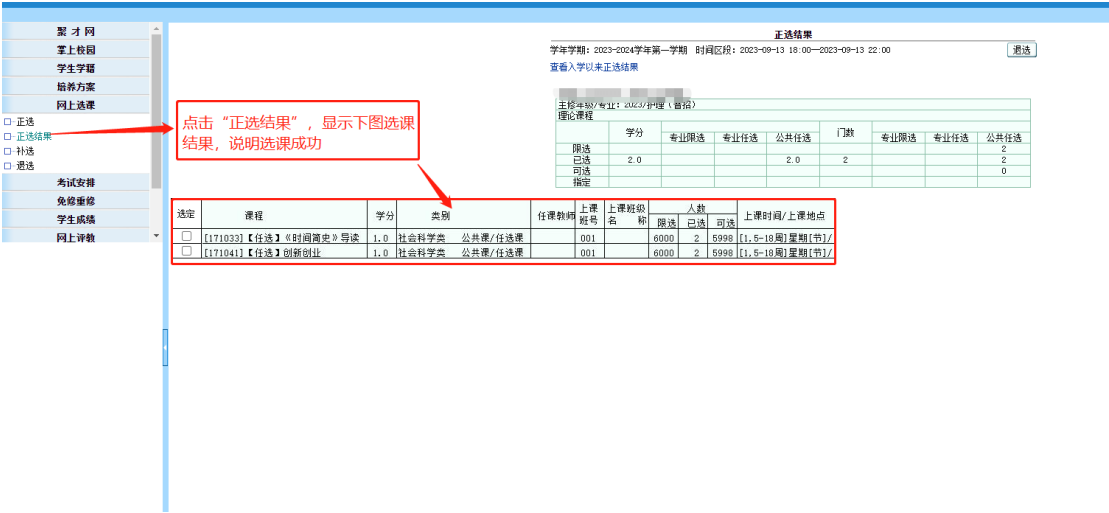 聚 才 网
掌上校园
学生学籍
培养方案
网上选课
正选
正选结果
补选
退选
考试安排
免修重修
学生成绩
网上评教
点击“正选结果”，显示下图选课
结果，说明选课成功
正选结果
学年学期：2023-2024学年第一学期 时间区段：2023-09-13 18:00—2023-09-13 22:00 退选
查看入学以来正选结果
主修年级/专业：2023/护理（普招）
理论课程
学分 专业限选 专业任选 公共任选 门数 专业限选 专业任选 公共任选
限选 2
已选 2.0 2.0 2 2
可选 0
指定
选定 课程 学分 类别 任课教师 上课班号 上课班级名 称 人数 限选 已选 可选 上课时间/上课地点
[171033]【任选】《时间简史》导读 1.0 社会科学类 公共课/任选课 001 6000 2 5998 [1,5-18周]星期[节]/
[171041]【任选】创新创业 1.0 社会科学类 公共课/任选课 001 6000 2 5998 [1,5-18周]星期[节]/